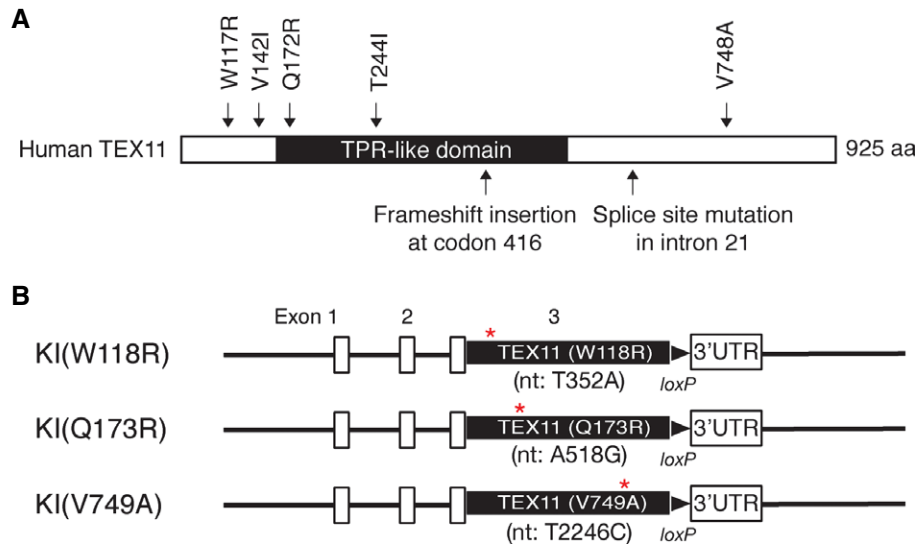 A
W117R
V142I
Q172R
T244I
V748A
Human TEX11
TPR-like domain
925 aa
Frameshift insertion
at codon 416
Splice site mutation
in intron 21
B
Exon 1 2 3
KI(W118R)
*
TEX11 (W118R)
3'UTR
(nt: T352A)
loxP
KI(Q173R)
*
TEX11 (Q173R)
3'UTR
(nt: A518G)
loxP
KI(V749A)
*
TEX11 (V749A)
3'UTR
(nt: T2246C)
loxP